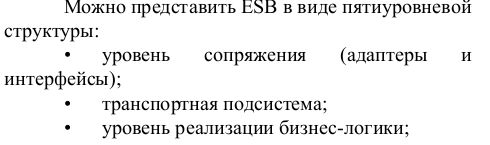 Можно представить ESB в виде пятиуровневой
структуры:
• уровень сопряжения (адаптеры и
интерфейсы);
• транспортная подсистема;
• уровень реализации бизнес-логики;